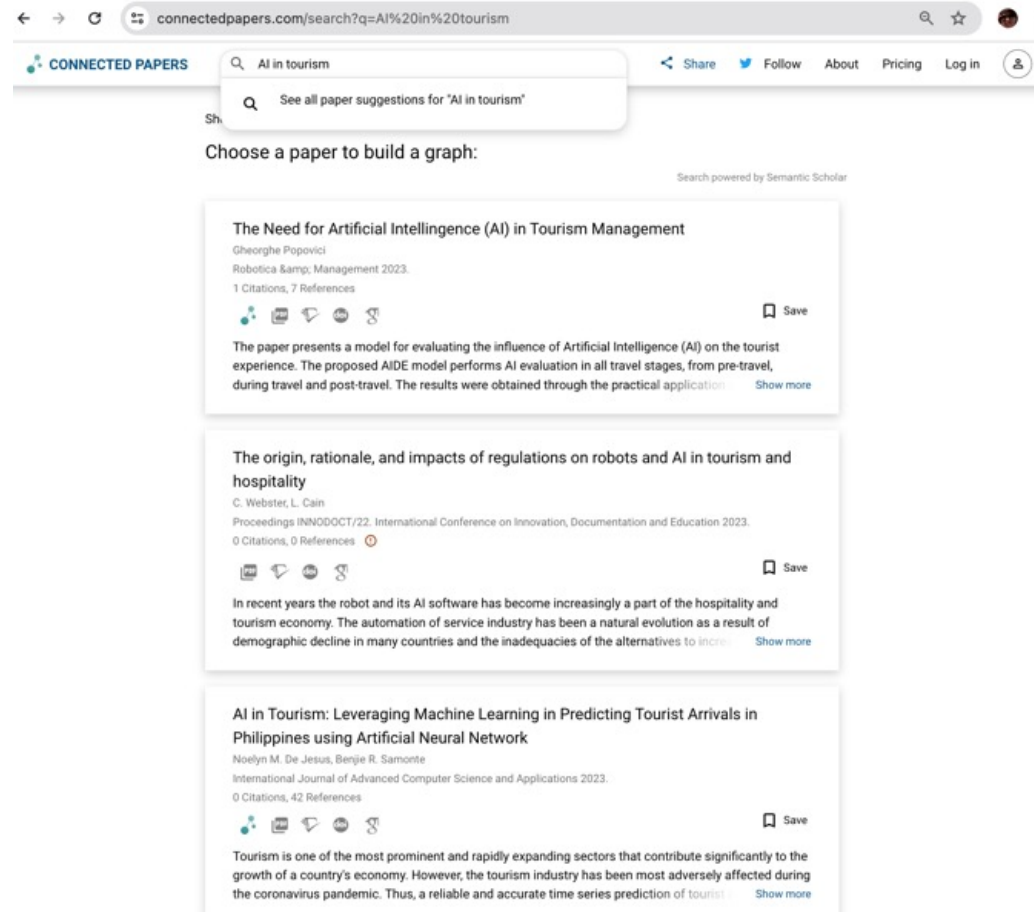 connectedpapers.com/search?q=AI%20in%20tourism
CONNECTED PAPERS
AI in tourism
Share
Follow
About
Pricing
Log in
See all paper suggestions for "AI in tourism"
Choose a paper to build a graph:
Search powered by Semantic Scholar
The Need for Artificial Intellingence (AI) in Tourism Management
Gheorghe Popovici
Robotica &amp; Management 2023.
1 Citations, 7 References
PDF
doi
Save
The paper presents a model for evaluating the influence of Artificial Intelligence (AI) on the tourist
experience. The proposed AIDE model performs AI evaluation in all travel stages, from pre-travel,
during travel and post-travel. The results were obtained through the practical application
Show more
The origin, rationale, and impacts of regulations on robots and AI in tourism and
hospitality
C. Webster, L. Cain
Proceedings INNODOCT/22. International Conference on Innovation, Documentation and Education 2023.
0 Citations, 0 References
PDF
doi
Save
In recent years the robot and its AI software has become increasingly a part of the hospitality and
tourism economy. The automation of service industry has been a natural evolution as a result of
demographic decline in many countries and the inadequacies of the alternatives to incre
Show more
AI in Tourism: Leveraging Machine Learning in Predicting Tourist Arrivals in
Philippines using Artificial Neural Network
Noelyn M. De Jesus, Benjie R. Samonte
International Journal of Advanced Computer Science and Applications 2023.
0 Citations, 42 References
PDF
doi
Save
Tourism is one of the most prominent and rapidly expanding sectors that contribute significantly to the
growth of a country's economy. However, the tourism industry has been most adversely affected during
the coronavirus pandemic. Thus, a reliable and accurate time series prediction of tourist
Show more